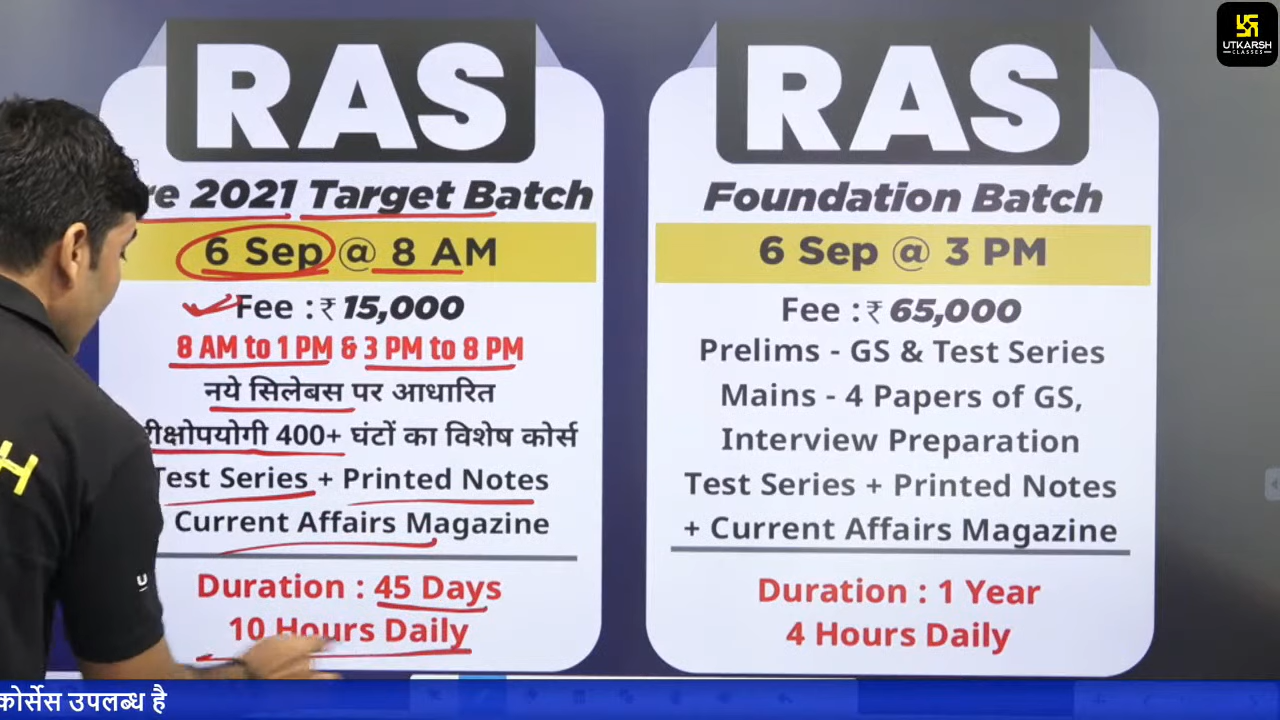 UTKARSH
CLASSES
RAS
2021 Target Batch
6 Sep @ 8 AM
Fee : ₹ 15,000
8 AM to 1 PM & 3 PM to 8 PM
नये सिलेबस पर आधारित
400+ घंटों का विशेष कोर्स
Test Series + Printed Notes
Current Affairs Magazine
Duration : 45 Days
10 Hours Daily
RAS
Foundation Batch
6 Sep @ 3 PM
Fee : ₹ 65,000
Prelims - GS & Test Series
Mains - 4 Papers of GS,
Interview Preparation
Test Series + Printed Notes
+ Current Affairs Magazine
Duration : 1 Year
4 Hours Daily
H
कोर्सेस उपलब्ध है